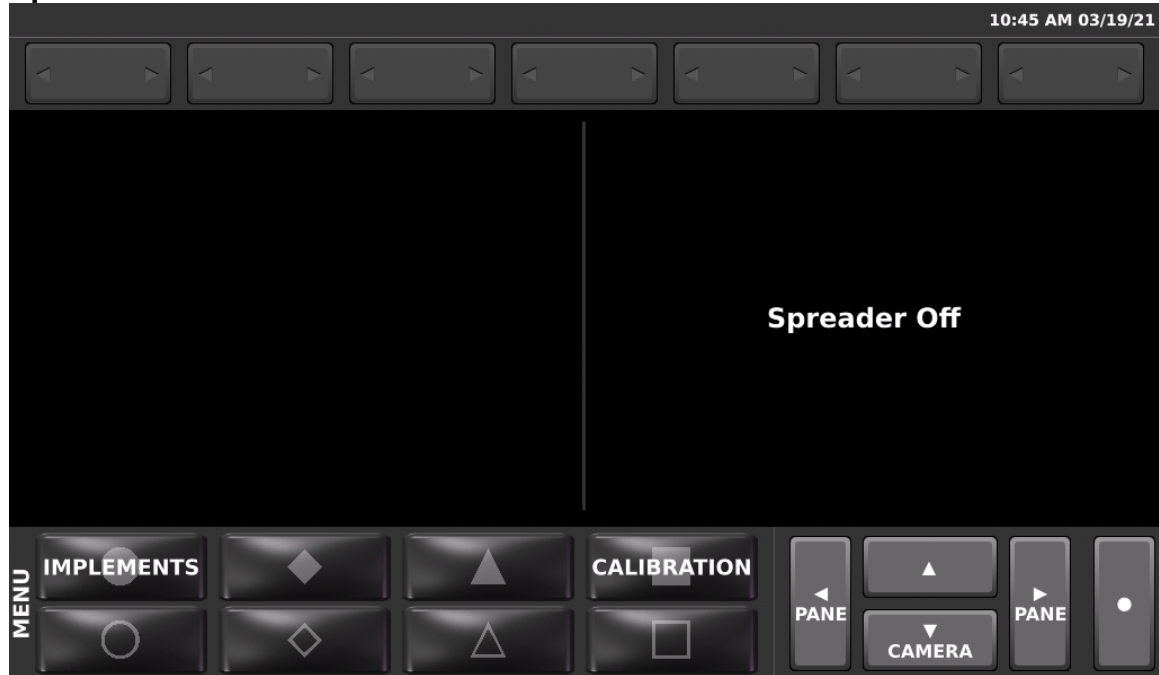 10:45 AM 03/19/21
Spreader Off
MENU
IMPLEMENTS
CALIBRATION
PANE
CAMERA
PANE